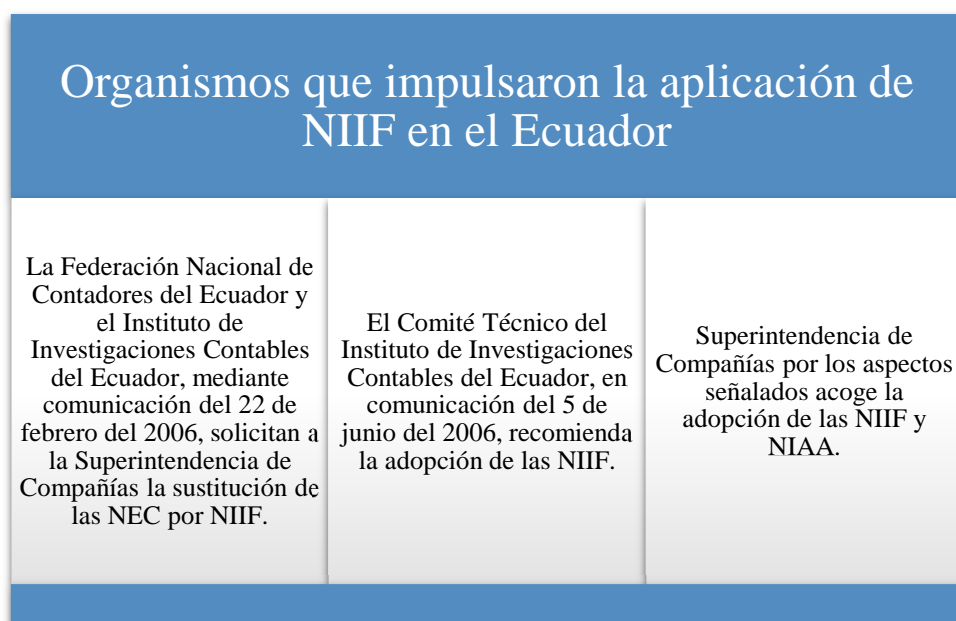 Organismos que impulsaron la aplicación de
NIIF en el Ecuador
La Federación Nacional de
Contadores del Ecuador y
el Instituto de
Investigaciones Contables
del Ecuador, mediante
comunicación del 22 de
febrero del 2006, solicitan a
la Superintendencia de
Compañías la sustitución de
las NEC por NIIF.
El Comité Técnico del
Instituto de Investigaciones
Contables del Ecuador, en
comunicación del 5 de
junio del 2006, recomienda
la adopción de las NIIF.
Superintendencia de
Compañías por los aspectos
señalados acoge la
adopción de las NIIF y
NIAA.